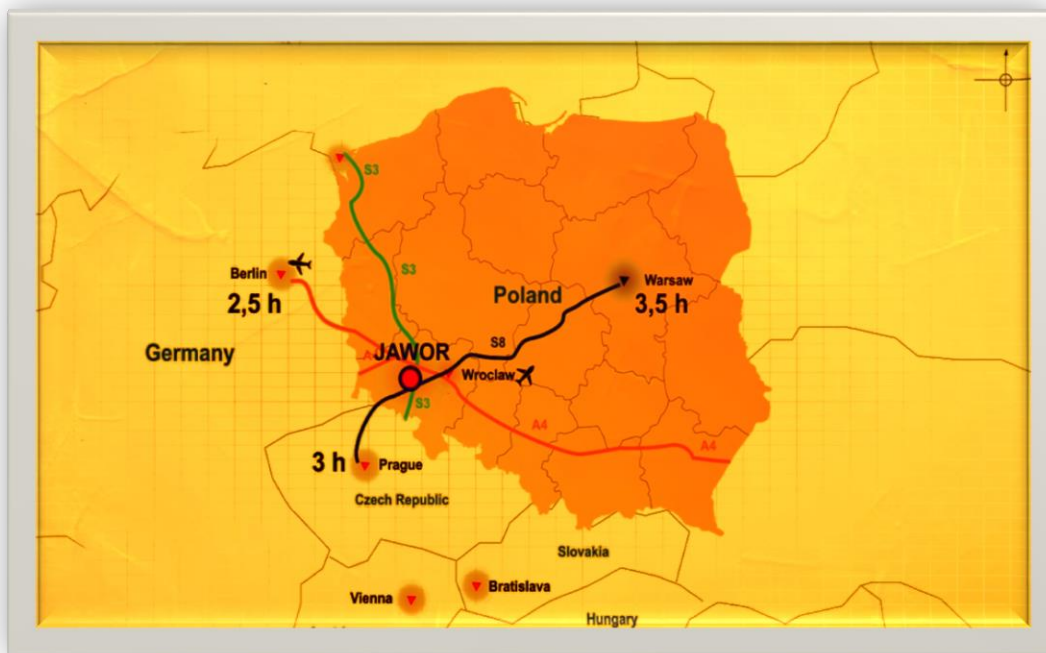 S3
S3
Berlin
2,5 h
Poland
Warsaw
3,5 h
Germany
S8
JAWOR
A
Wroclaw
S3
A4
A4
3 h
Prague
Czech Republic
Slovakia
Vienna
Bratislava
Hungary